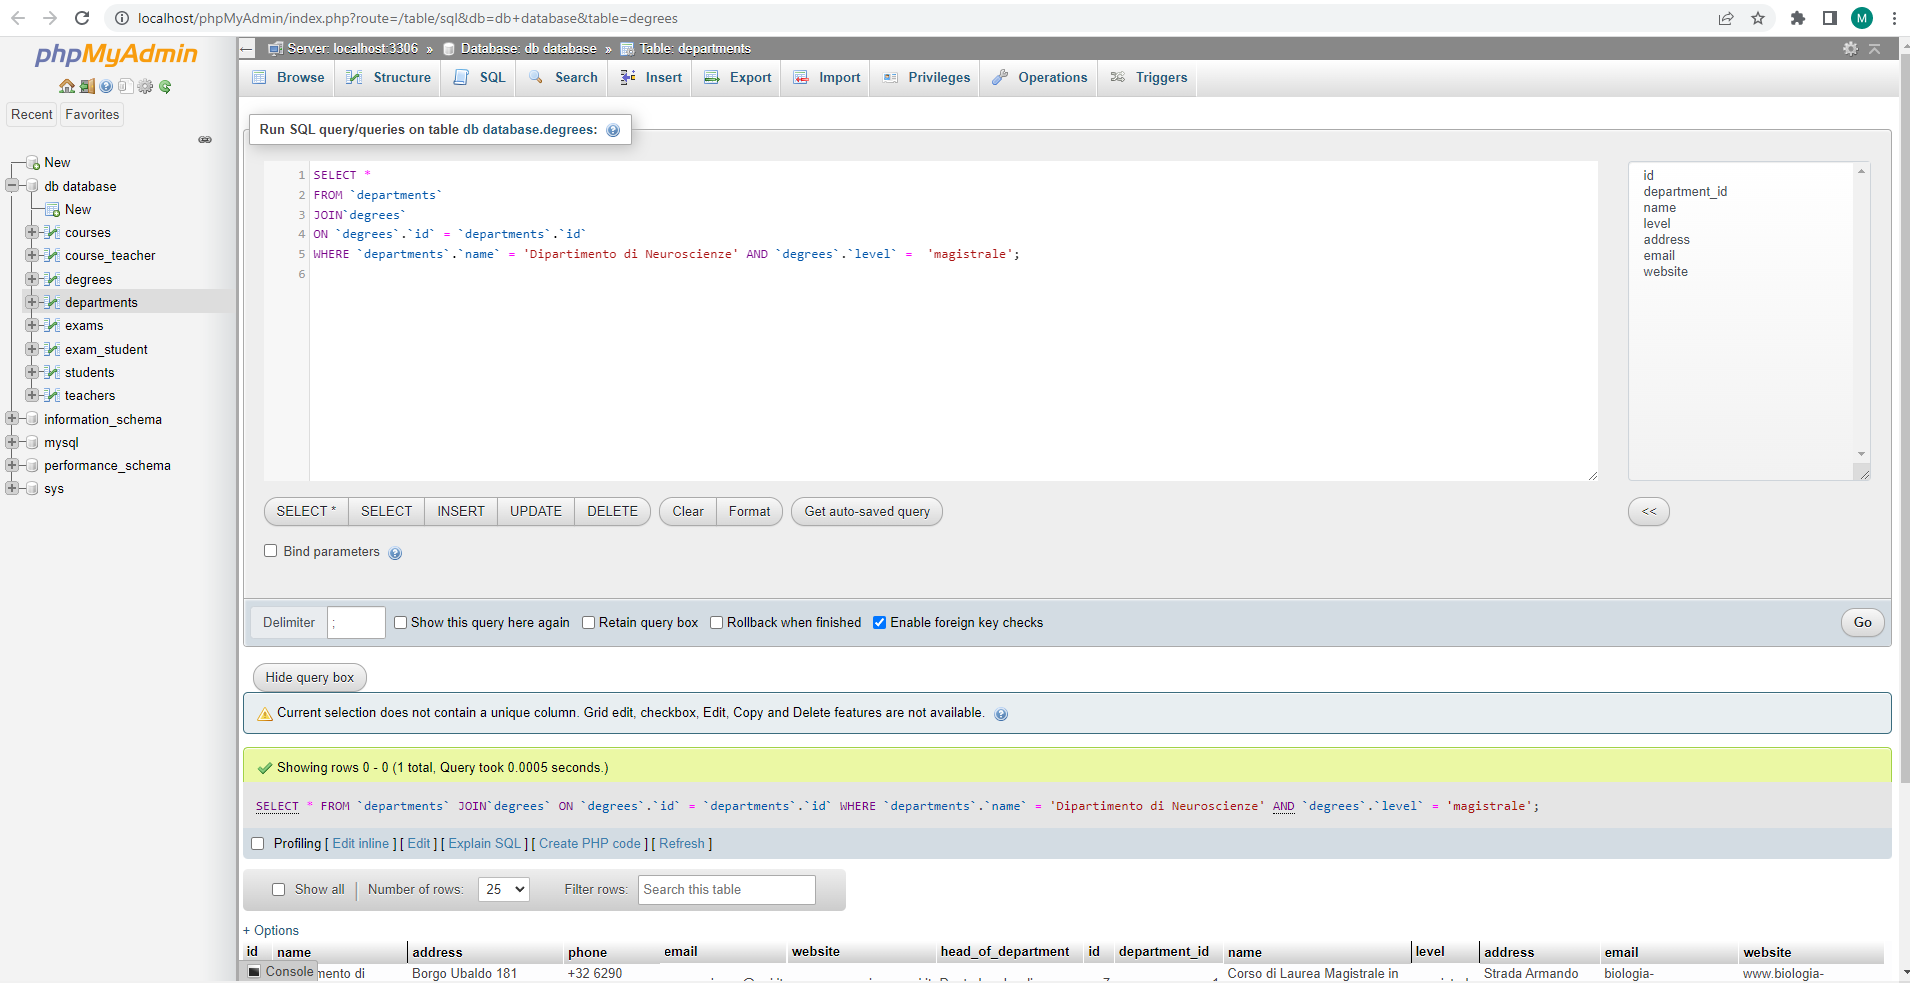 localhost/phpMyAdmin/index.php?route=/table/sql&db=db+database&table=degrees
M
phpMyAdmin
Recent Favorites
New
db database
New
courses
course_teacher
degrees
departments
exams
exam_student
students
teachers
information_schema
mysql
performance_schema
sys
Server: localhost:3306 » Database: db database » Table: departments
Browse Structure SQL Search Insert Export Import Privileges Operations Triggers
Run SQL query/queries on table db database.degrees:
1 SELECT *
2 FROM `departments`
3 JOIN`degrees`
4 ON `degrees`.`id` = `departments`.`id`
5 WHERE `departments`.`name` = 'Dipartimento di Neuroscienze' AND `degrees`.`level` =  'magistrale';
6
id
department_id
name
level
address
email
website
SELECT * SELECT INSERT UPDATE DELETE Clear Format Get auto-saved query <<
Bind parameters
Delimiter ; Show this query here again Retain query box Rollback when finished Enable foreign key checks Go
Hide query box
Current selection does not contain a unique column. Grid edit, checkbox, Edit, Copy and Delete features are not available.
Showing rows 0 - 0 (1 total, Query took 0.0005 seconds.)
SELECT * FROM `departments` JOIN`degrees` ON `degrees`.`id` = `departments`.`id` WHERE `departments`.`name` = 'Dipartimento di Neuroscienze' AND `degrees`.`level` = 'magistrale';
Profiling [ Edit inline ] [ Edit ] [ Explain SQL ] [ Create PHP code ] [ Refresh ]
Show all Number of rows: 25 Filter rows: Search this table
+ Options
id name address phone email website head_of_department id department_id name level address email website
Console mento di Borgo Ubaldo 181 +32 6290 Corso di Laurea Magistrale in Strada Armando biologia- www.biologia-